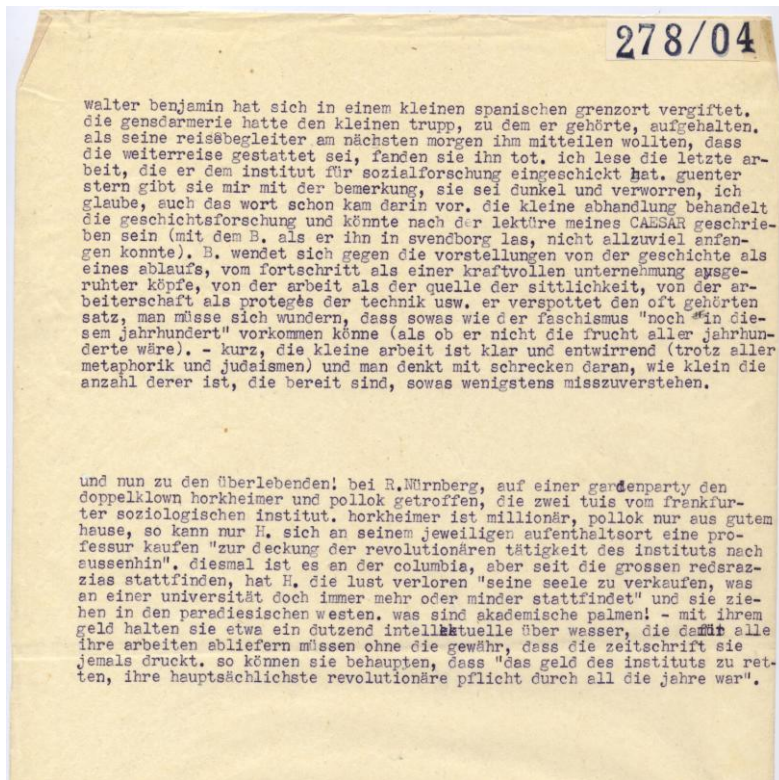 278/04
walter benjamin hat sich in einem kleinen spanischen grenzort vergiftet.
die gensdarmerie hatte den kleinen trupp, zu dem er gehörte, aufgehalten.
als seine reisebegleiter am nächsten morgen ihm mitteilen wollten, dass
die weiterreise gestattet sei, fanden sie ihn tot. ich lese die letzte ar-
beit, die er dem institut für sozialforschung eingeschickt hat. guenter
stern gibt sie mir mit der bemerkung, sie sei dunkel und verworren, ich
glaube, auch das wort schon kam darin vor. die kleine abhandlung behandelt
die geschichtsforschung und könnte nach der lektüre meines CAESAR geschrie-
ben sein (mit dem B. als er ihn in svendborg las, nicht allzuviel anfan-
gen konnte). B. wendet sich gegen die vorstellungen von der geschichte als
eines ablaufs, vom fortschritt als einer kraftvollen unternehmung ausge-
ruhter köpfe, von der arbeit als der quelle der sittlichkeit, von der ar-
beiterschaft als protegés der technik usw. er verspottet den oft gehörten
satz, man müsse sich wundern, dass sowas wie der faschismus "noch in die-
sem jahrhundert" vorkommen könne (als ob er nicht die frucht aller jahrhun-
derte wäre). - kurz, die kleine arbeit ist klar und entwirrend (trotz aller
metaphorik und judaismen) und man denkt mit schrecken daran, wie klein die
anzahl derer ist, die bereit sind, sowas wenigstens misszuverstehen.
und nun zu den überlebenden! bei R.Nürnberg, auf einer gardenparty den
doppelklown horkheimer und pollok getroffen, die zwei tuis vom frankfur-
ter soziologischen institut. horkheimer ist millionär, pollok nur aus gutem
hause, so kann nur H. sich an seinem jeweiligen aufenthaltsort eine pro-
fessur kaufen "zur deckung der revolutionären tätigkeit des instituts nach
aussenhin". diesmal ist es an der columbia, aber seit die grossen redsraz-
zias stattfinden, hat H. die lust verloren "seine seele zu verkaufen, was
an einer universität doch immer mehr oder minder stattfindet" und sie zie-
hen in den paradiesischen westen. was sind akademische palmen! - mit ihrem
geld halten sie etwa ein dutzend intellektuelle über wasser, die dafür alle
ihre arbeiten abliefern müssen ohne die gewähr, dass die zeitschrift sie
jemals druckt. so können sie behaupten, dass "das geld des instituts zu ret-
ten, ihre hauptsächlichste revolutionäre pflicht durch all die jahre war".